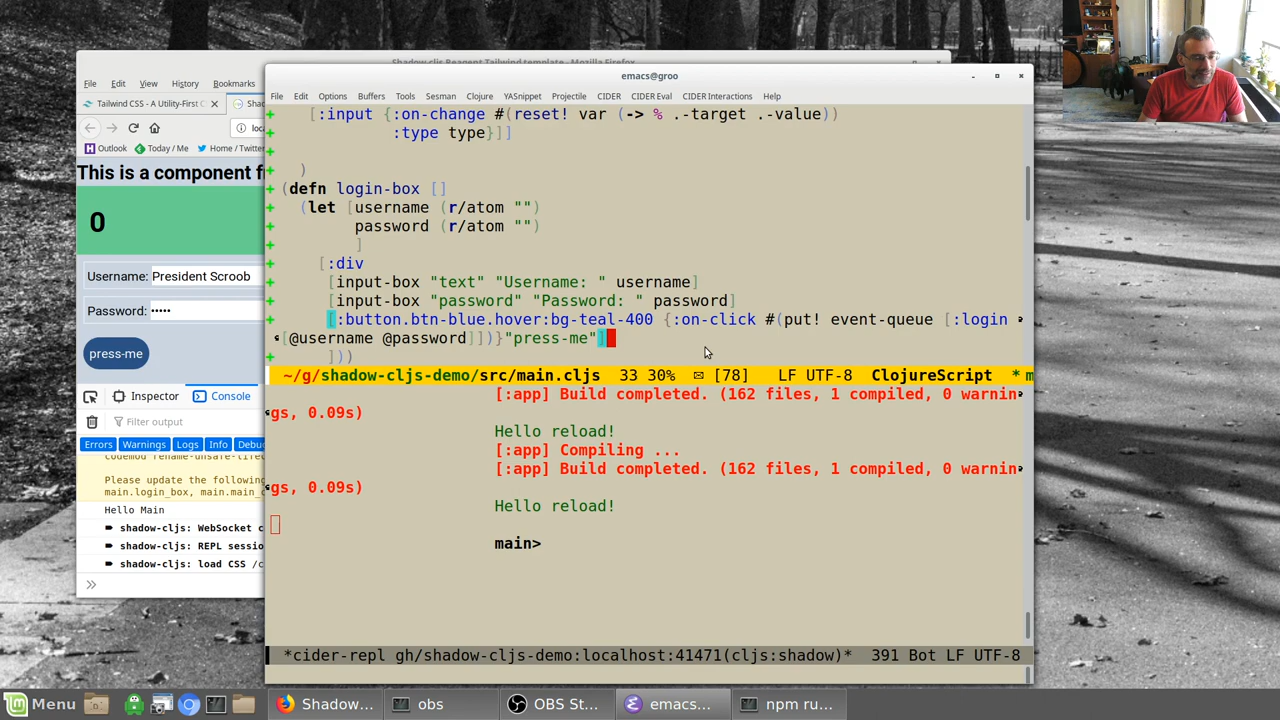 Shadow-cljs Reagent Tailwind template - Mozilla Firefox
emacs@groo
File Edit View History Bookmarks
File Edit Options Buffers Tools Sesman Clojure YASnippet Projectile CIDER CIDER Eval CIDER Interactions Help
Tailwind CSS - A Utility-First C
Sha
loca
Outlook Today / Me Home / Twitter
This is a component f
0
Username: President Scroob
Password: •••••
press-me
Inspector Console
Filter output
Errors Warnings Logs Info Debu
Please update the following
main.login_box, main.main_c
Hello Main
shadow-cljs: WebSocket c
shadow-cljs: REPL sessio
shadow-cljs: load CSS /c
»
+ [:input {:on-change #(reset! var (-> % .-target .-value))
+ :type type}]]
+
+ )
+ (defn login-box []
+ (let [username (r/atom "")
+ password (r/atom "")
+ ]
+ [:div
+ [input-box "text" "Username: " username]
+ [input-box "password" "Password: " password]
+ [:button.btn-blue.hover:bg-teal-400 {:on-click #(put! event-queue [:login
[@username @password]])}"press-me"]
+ ]))
~/g/shadow-cljs-demo/src/main.cljs 33 30% ✉ [78] LF UTF-8 ClojureScript * m
[:app] Build completed. (162 files, 1 compiled, 0 warnin
gs, 0.09s)
Hello reload!
[:app] Compiling ...
[:app] Build completed. (162 files, 1 compiled, 0 warnin
gs, 0.09s)
Hello reload!
main>
*cider-repl gh/shadow-cljs-demo:localhost:41471(cljs:shadow)* 391 Bot LF UTF-8
Menu Shadow... obs OBS St... emacs... npm ru...